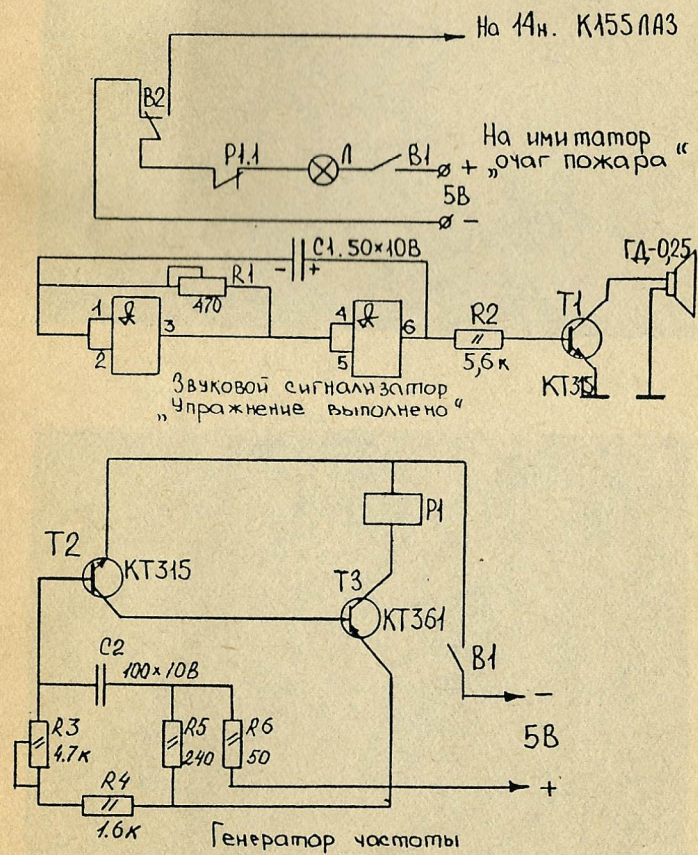 На 14н. К155ЛАЗ
В2
Р1.1
Л
В1
+
5В
-
На имитатор
„очаг пожара“
С1. 50×10В
-
+
R1
470
1
2
&
3
4
5
&
6
R2
5,6к
Т1
КТ315
ГД-0,25
Звуковой сигнализатор
„Упражнение выполнено“
Т2
КТ315
Р1
Т3
КТ361
С2
100×10В
В1
-
5В
+
R3
4.7к
R5
240
R6
50
R4
1.6к
Генератор частоты